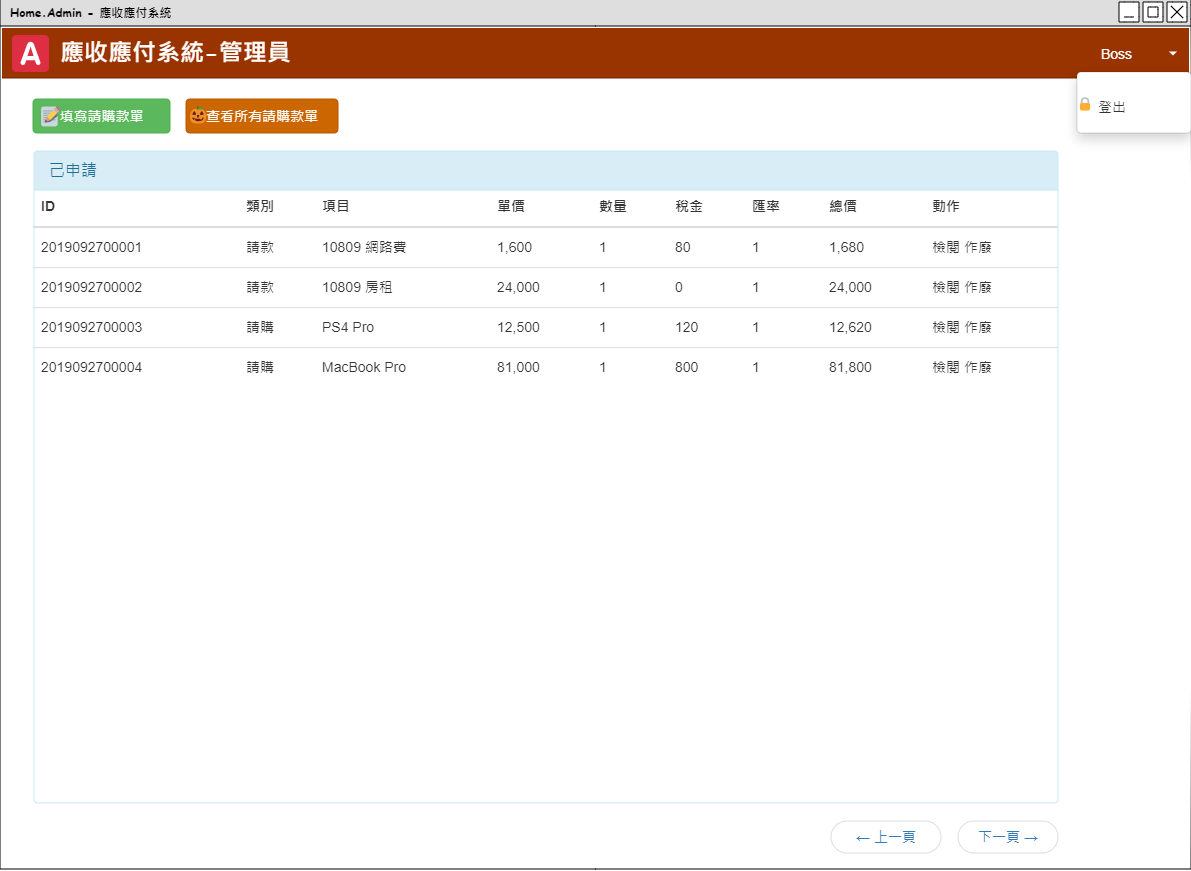 Home.Admin - 應收應付系統
A 應收應付系統-管理員
Boss
登出
填寫請購款單 查看所有請購款單
己申請
ID 類別 項目 單價 數量 稅金 匯率 總價 動作
2019092700001 請款 10809 網路費 1,600 1 80 1 1,680 檢閱 作廢
2019092700002 請款 10809 房租 24,000 1 0 1 24,000 檢閱 作廢
2019092700003 請購 PS4 Pro 12,500 1 120 1 12,620 檢閱 作廢
2019092700004 請購 MacBook Pro 81,000 1 800 1 81,800 檢閱 作廢
← 上一頁 下一頁 →